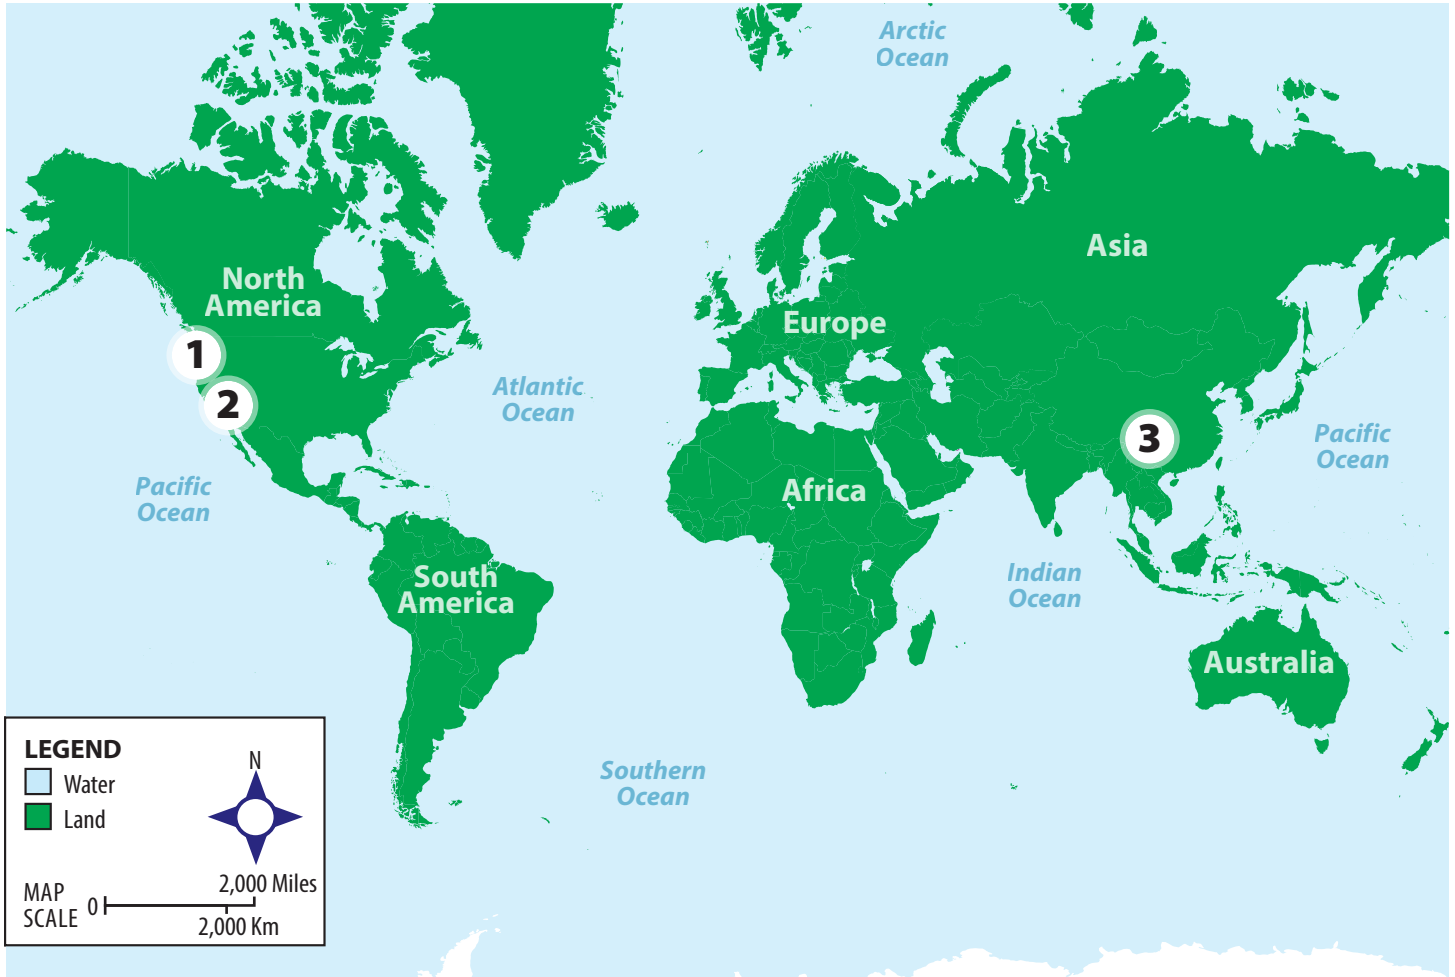 Arctic
Ocean
Asia
North
America
Europe
1
2
Atlantic
Ocean
3
Pacific
Ocean
Pacific
Ocean
Africa
South
America
Indian
Ocean
Australia
Southern
Ocean
LEGEND
Water
Land
N
MAP
SCALE
0
2,000 Miles
2,000 Km